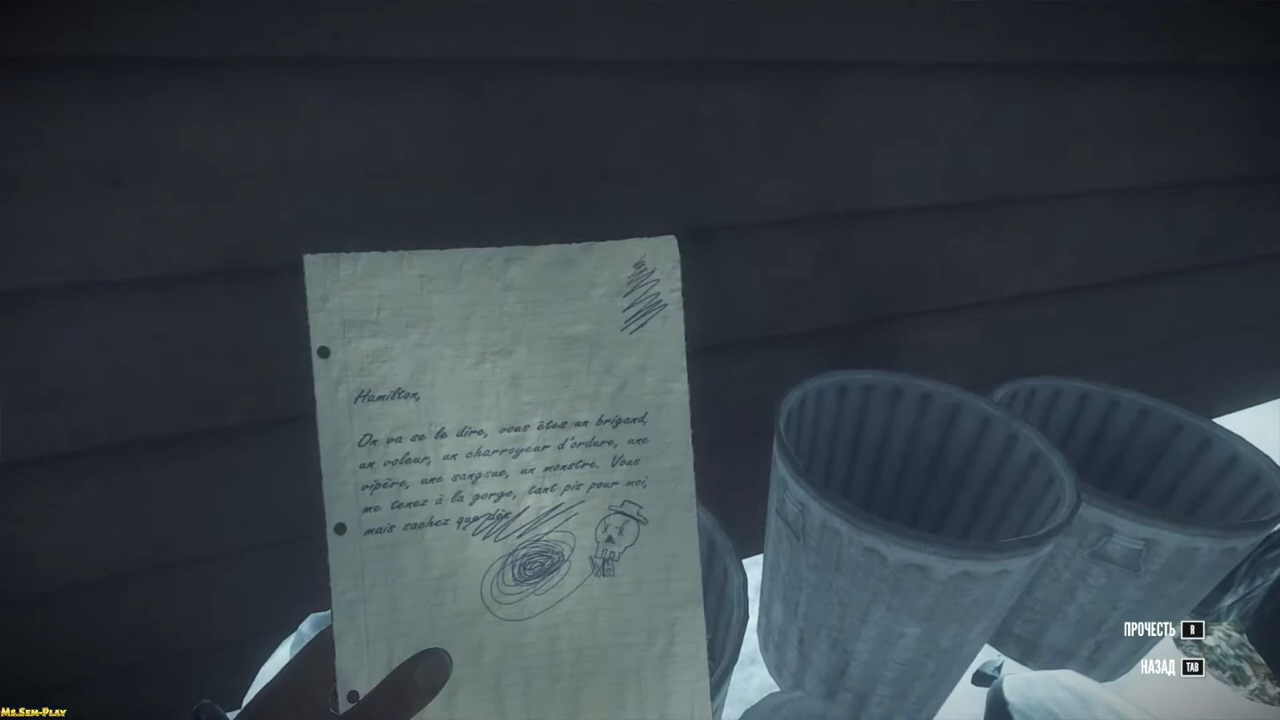 Hamilton,
On va se le dire, vous êtes un brigand,
un voleur, un charroyeur d'ordure, une
vipère, une sangsue, un monstre. Vous
me tenez à la gorge, tant pis pour moi,
mais sachez que dès
ПРОЧЕСТЬ R
НАЗАД TAB
Ms.Sem-Play